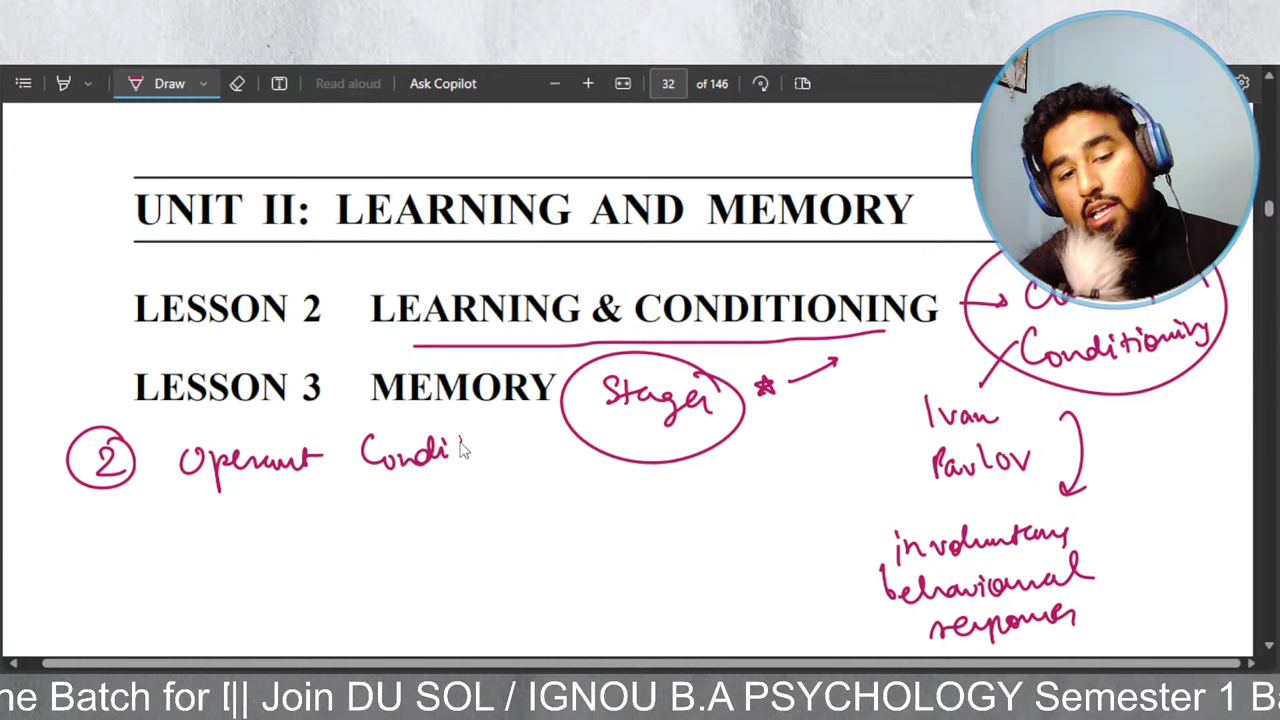 Draw
Read aloud
Ask Copilot
32 of 146
UNIT II: LEARNING AND MEMORY
LESSON 2 LEARNING & CONDITIONING
Conditioning
LESSON 3 MEMORY
Stages
Ivan
Pavlov
2 Operant Condi
involuntary
behavioural
responses
he Batch for [|| Join DU SOL / IGNOU B.A PSYCHOLOGY Semester 1 Ba